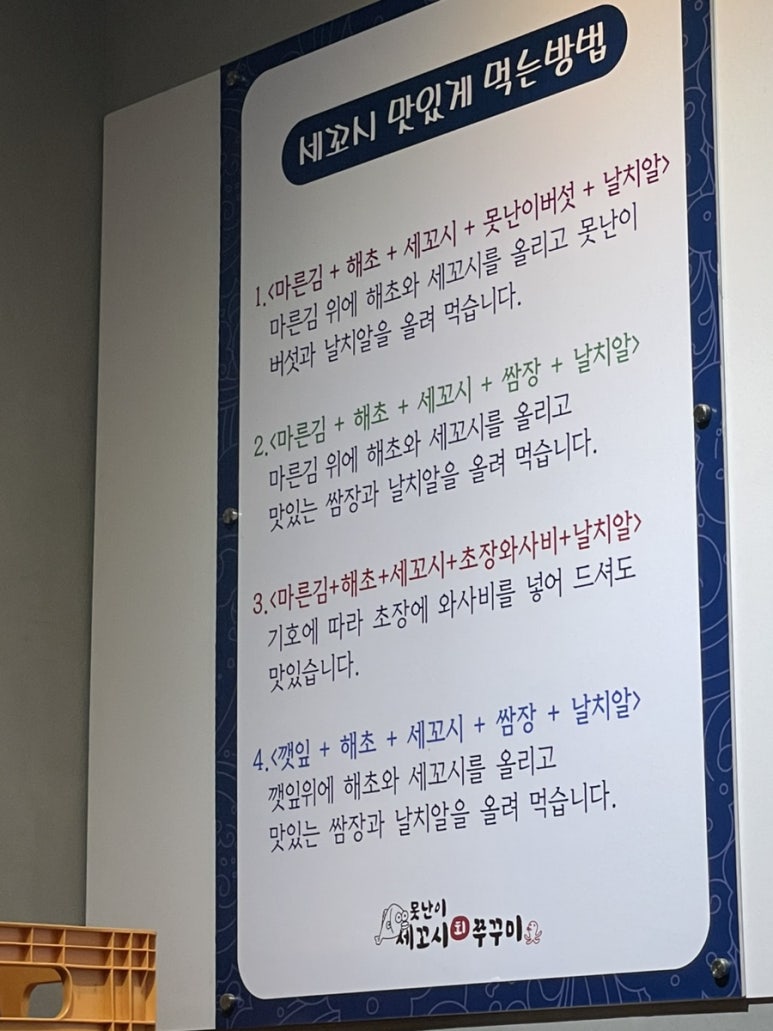 세꼬시 맛있게 먹는방법
1.<마른김 + 해초 + 세꼬시 + 못난이버섯 + 날치알>
마른김 위에 해초와 세꼬시를 올리고 못난이
버섯과 날치알을 올려 먹습니다.
2.<마른김 + 해초 + 세꼬시 + 쌈장 + 날치알>
마른김 위에 해초와 세꼬시를 올리고
맛있는 쌈장과 날치알을 올려 먹습니다.
3.<마른김+해초+세꼬시+초장와사비+날치알>
기호에 따라 초장에 와사비를 넣어 드셔도
맛있습니다.
4.<깻잎 + 해초 + 세꼬시 + 쌈장 + 날치알>
깻잎위에 해초와 세꼬시를 올리고
맛있는 쌈장과 날치알을 올려 먹습니다.
못난이
세꼬시 회 쭈꾸미